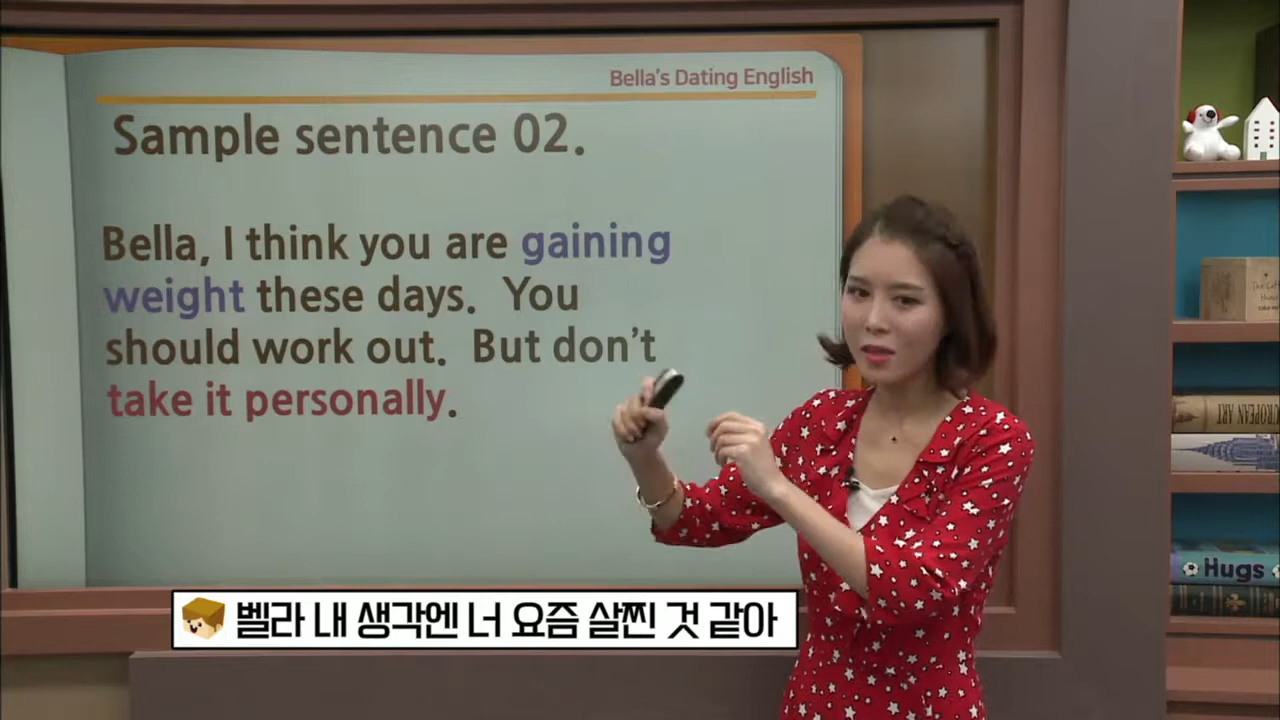 Bella's Dating English
Sample sentence 02.
Bella, I think you are gaining
weight these days. You
should work out. But don't
take it personally.
벨라 내 생각엔 너 요즘 살찐 것 같아
EUROPEAN ART
Hugs